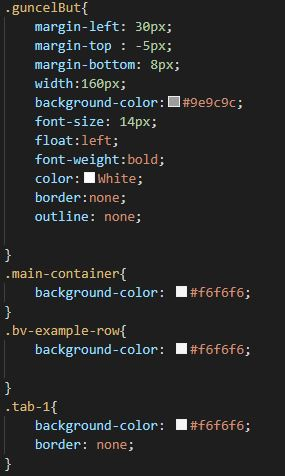 .guncelBut{
    margin-left: 30px;
    margin-top : -5px;
    margin-bottom: 8px;
    width:160px;
    background-color:#9e9c9c;
    font-size: 14px;
    float:left;
    font-weight:bold;
    color:White;
    border:none;
    outline: none;

}
.main-container{
    background-color: #f6f6f6;
}
.bv-example-row{
    background-color: #f6f6f6;

}
.tab-1{
    background-color: #f6f6f6;
    border: none;
}